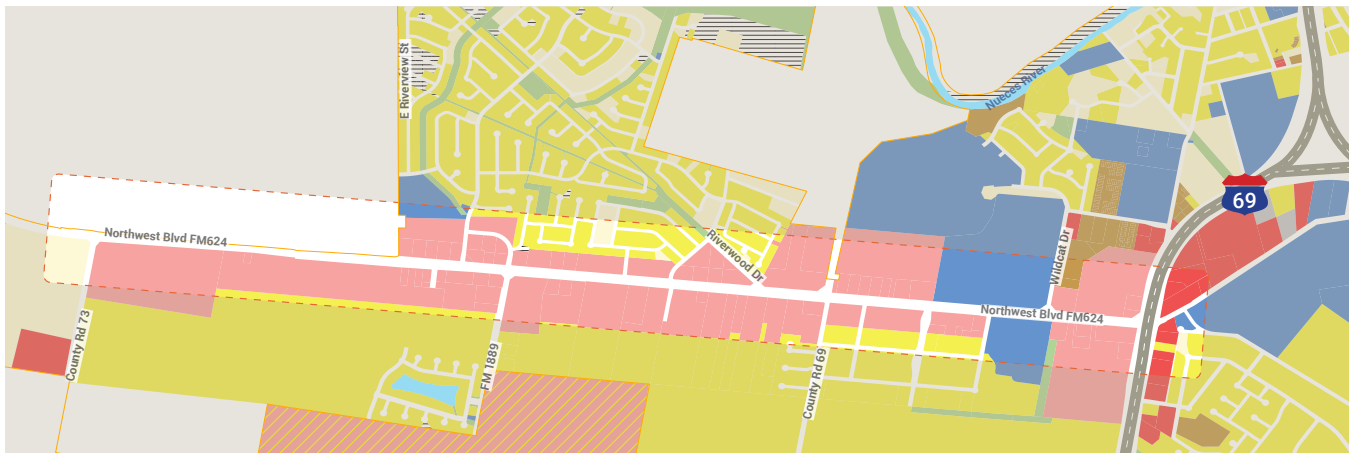 E Riverview St
Nueces River
69
Northwest Blvd FM624
Riverwood Dr
Wildcat Dr
Northwest Blvd FM624
County Rd 73
FM 1889
County Rd 69